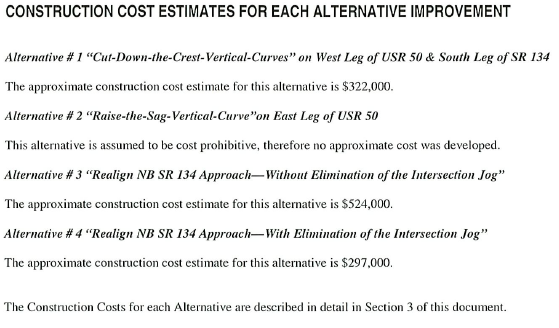 CONSTRUCTION COST ESTIMATES FOR EACH ALTERNATIVE IMPROVEMENT
Alternative # 1 “Cut-Down-the-Crest-Vertical-Curves” on West Leg of USR 50 & South Leg of SR 134
The approximate construction cost estimate for this alternative is $322,000.
Alternative # 2 “Raise-the-Sag-Vertical-Curve”on East Leg of USR 50
This alternative is assumed to be cost prohibitive, therefore no approximate cost was developed.
Alternative # 3 “Realign NB SR 134 Approach—Without Elimination of the Intersection Jog”
The approximate construction cost estimate for this alternative is $524,000.
Alternative # 4 “Realign NB SR 134 Approach—With Elimination of the Intersection Jog”
The approximate construction cost estimate for this alternative is $297,000.
The Construction Costs for each Alternative are described in detail in Section 3 of this document.